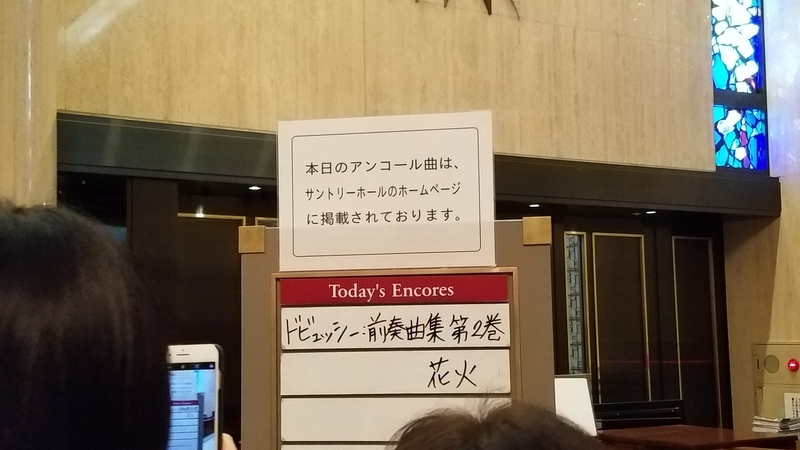 本日のアンコール曲は、
サントリーホールのホームページ
に掲載されております。
Today's Encores
ドビュッシー:前奏曲集 第2巻
花火